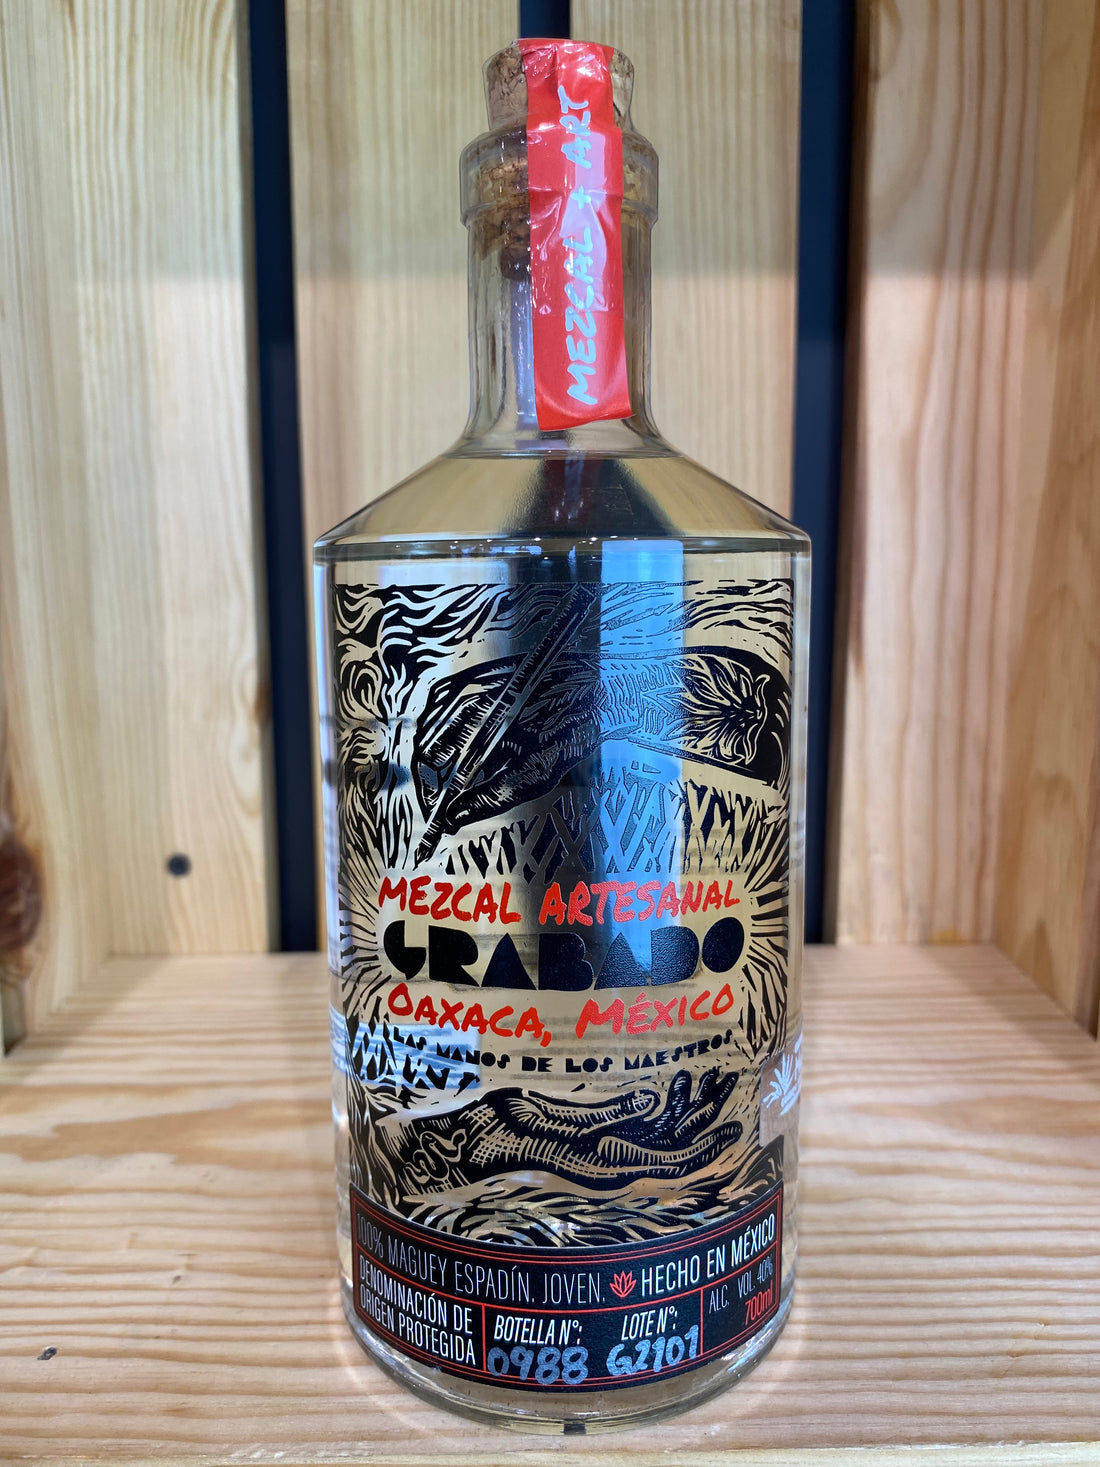 MEZCAL + ART
MEZCAL ARTESANAL
GRABADO
OAXACA, MÉXICO
LAS MANOS DE LOS MAESTROS
100% MAGUEY ESPADÍN. JOVEN. HECHO EN MÉXICO
DENOMINACIÓN DE
ORIGEN PROTEGIDA
BOTELLA Nº:
0988
LOTE Nº:
G2101
ALC. VOL. 40%
700ml